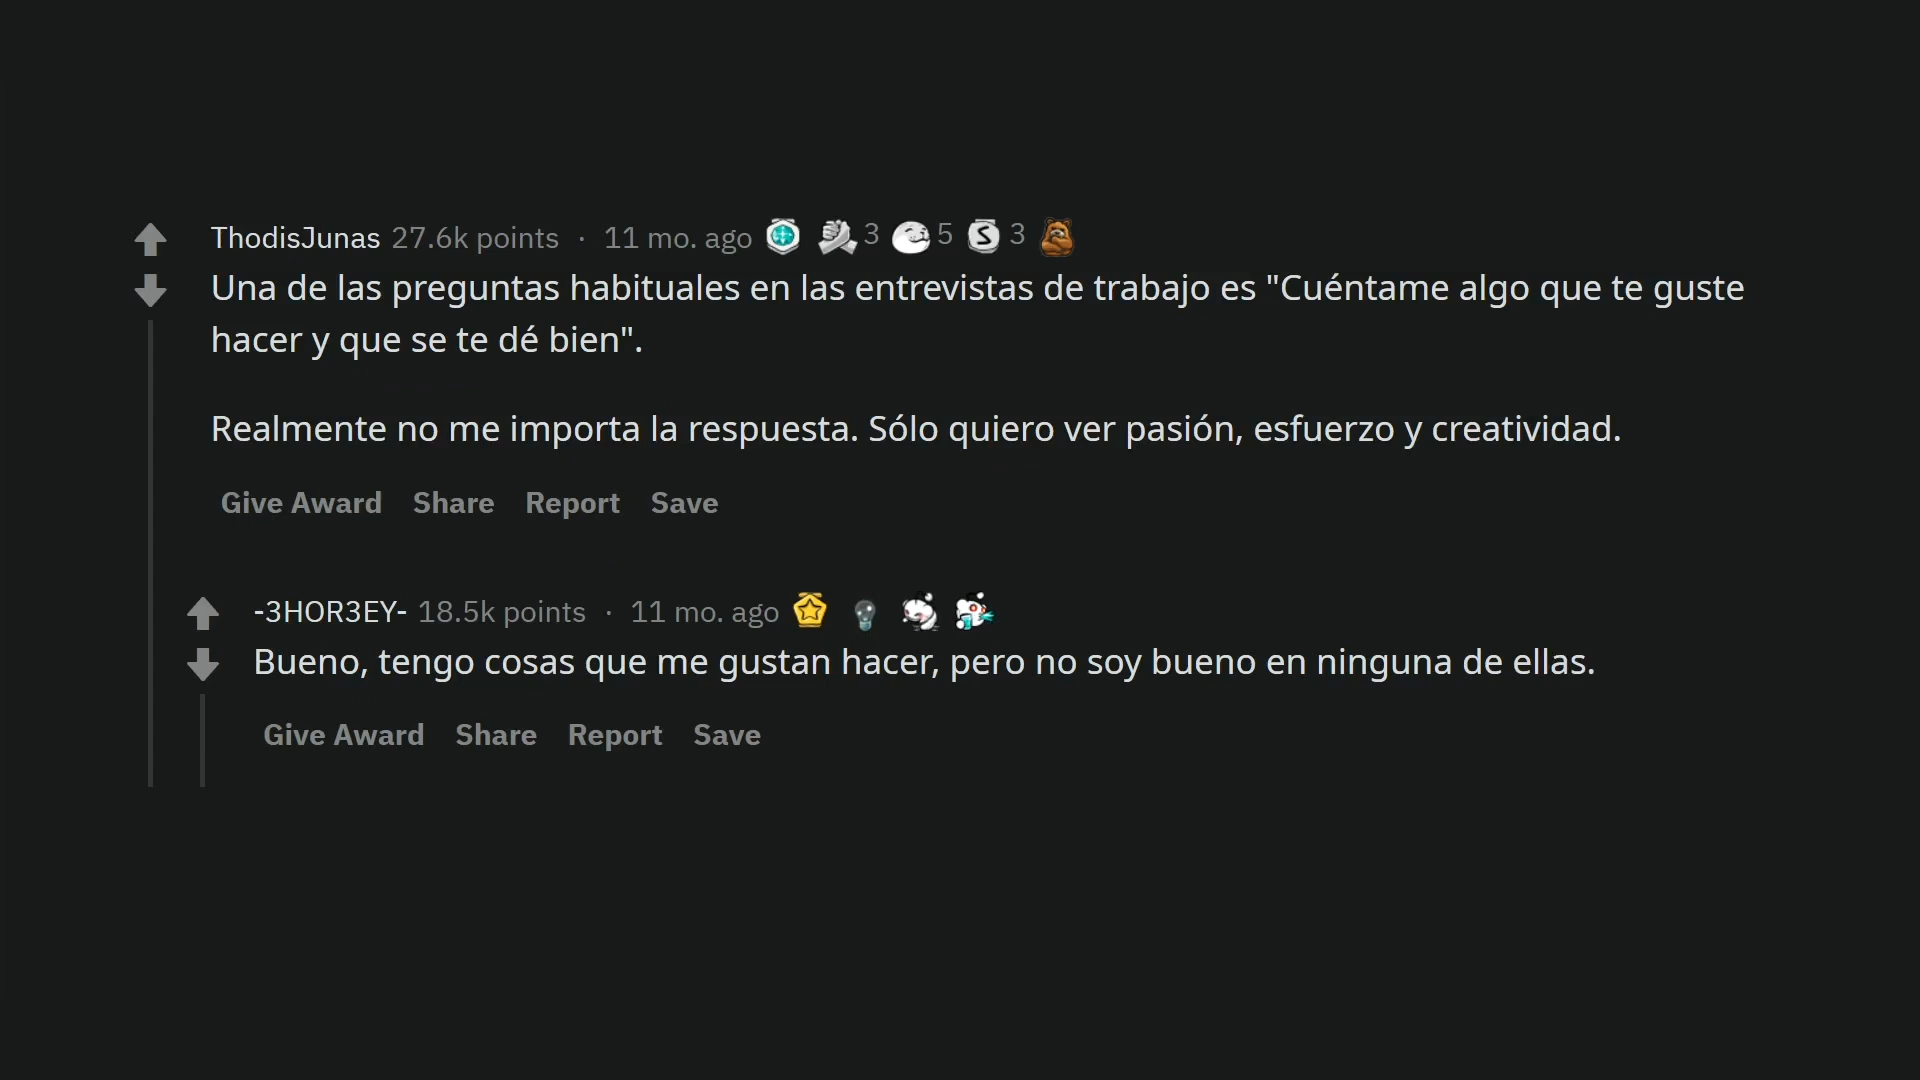 ThodisJunas 27.6k points · 11 mo. ago 3 5 S 3
Una de las preguntas habituales en las entrevistas de trabajo es "Cuéntame algo que te guste
hacer y que se te dé bien".
Realmente no me importa la respuesta. Sólo quiero ver pasión, esfuerzo y creatividad.
Give Award Share Report Save
-3HOR3EY- 18.5k points · 11 mo. ago
Bueno, tengo cosas que me gustan hacer, pero no soy bueno en ninguna de ellas.
Give Award Share Report Save